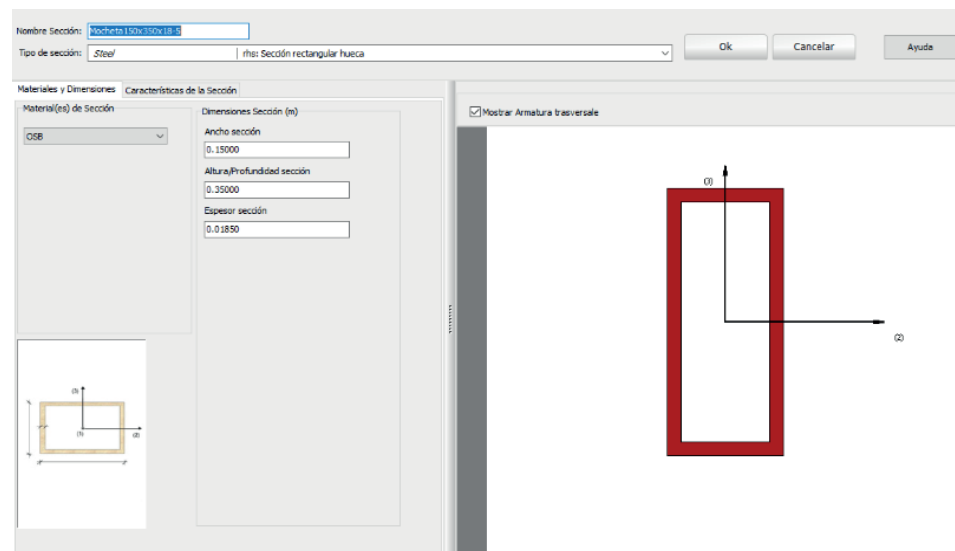 Nombre Sección: Mocheta150x350x18-5
Tipo de sección: Steel rhs: Sección rectangular hueca
Ok Cancelar Ayuda
Materiales y Dimensiones Características de la Sección
Material(es) de Sección
OSB
Dimensiones Sección (m)
Ancho sección
0.15000
Altura/Profundidad sección
0.35000
Espesor sección
0.01850
Mostrar Armatura trasversale
(3)
(2)
(3)
(2)